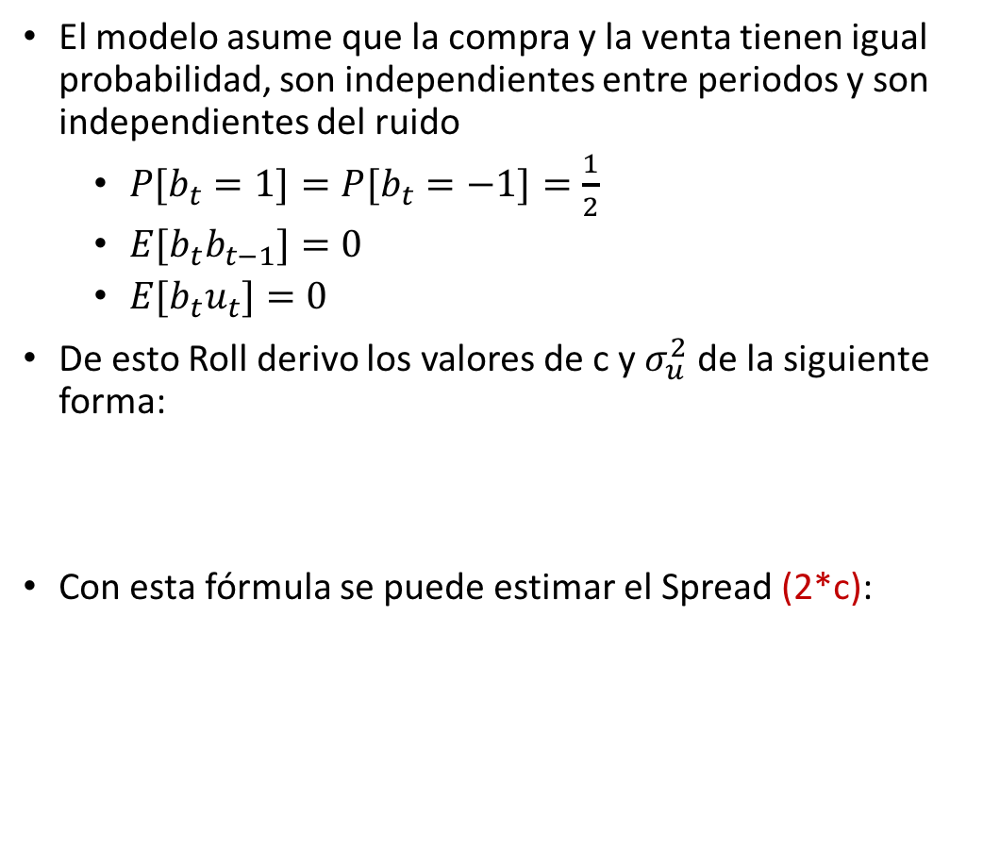 • El modelo asume que la compra y la venta tienen igual
probabilidad, son independientes entre periodos y son
independientes del ruido
• $P[b_t = 1] = P[b_t = -1] = \frac{1}{2}$
• $E[b_t b_{t-1}] = 0$
• $E[b_t u_t] = 0$
• De esto Roll derivo los valores de c y $\sigma_u^2$ de la siguiente
forma:
• Con esta fórmula se puede estimar el Spread (2*c):